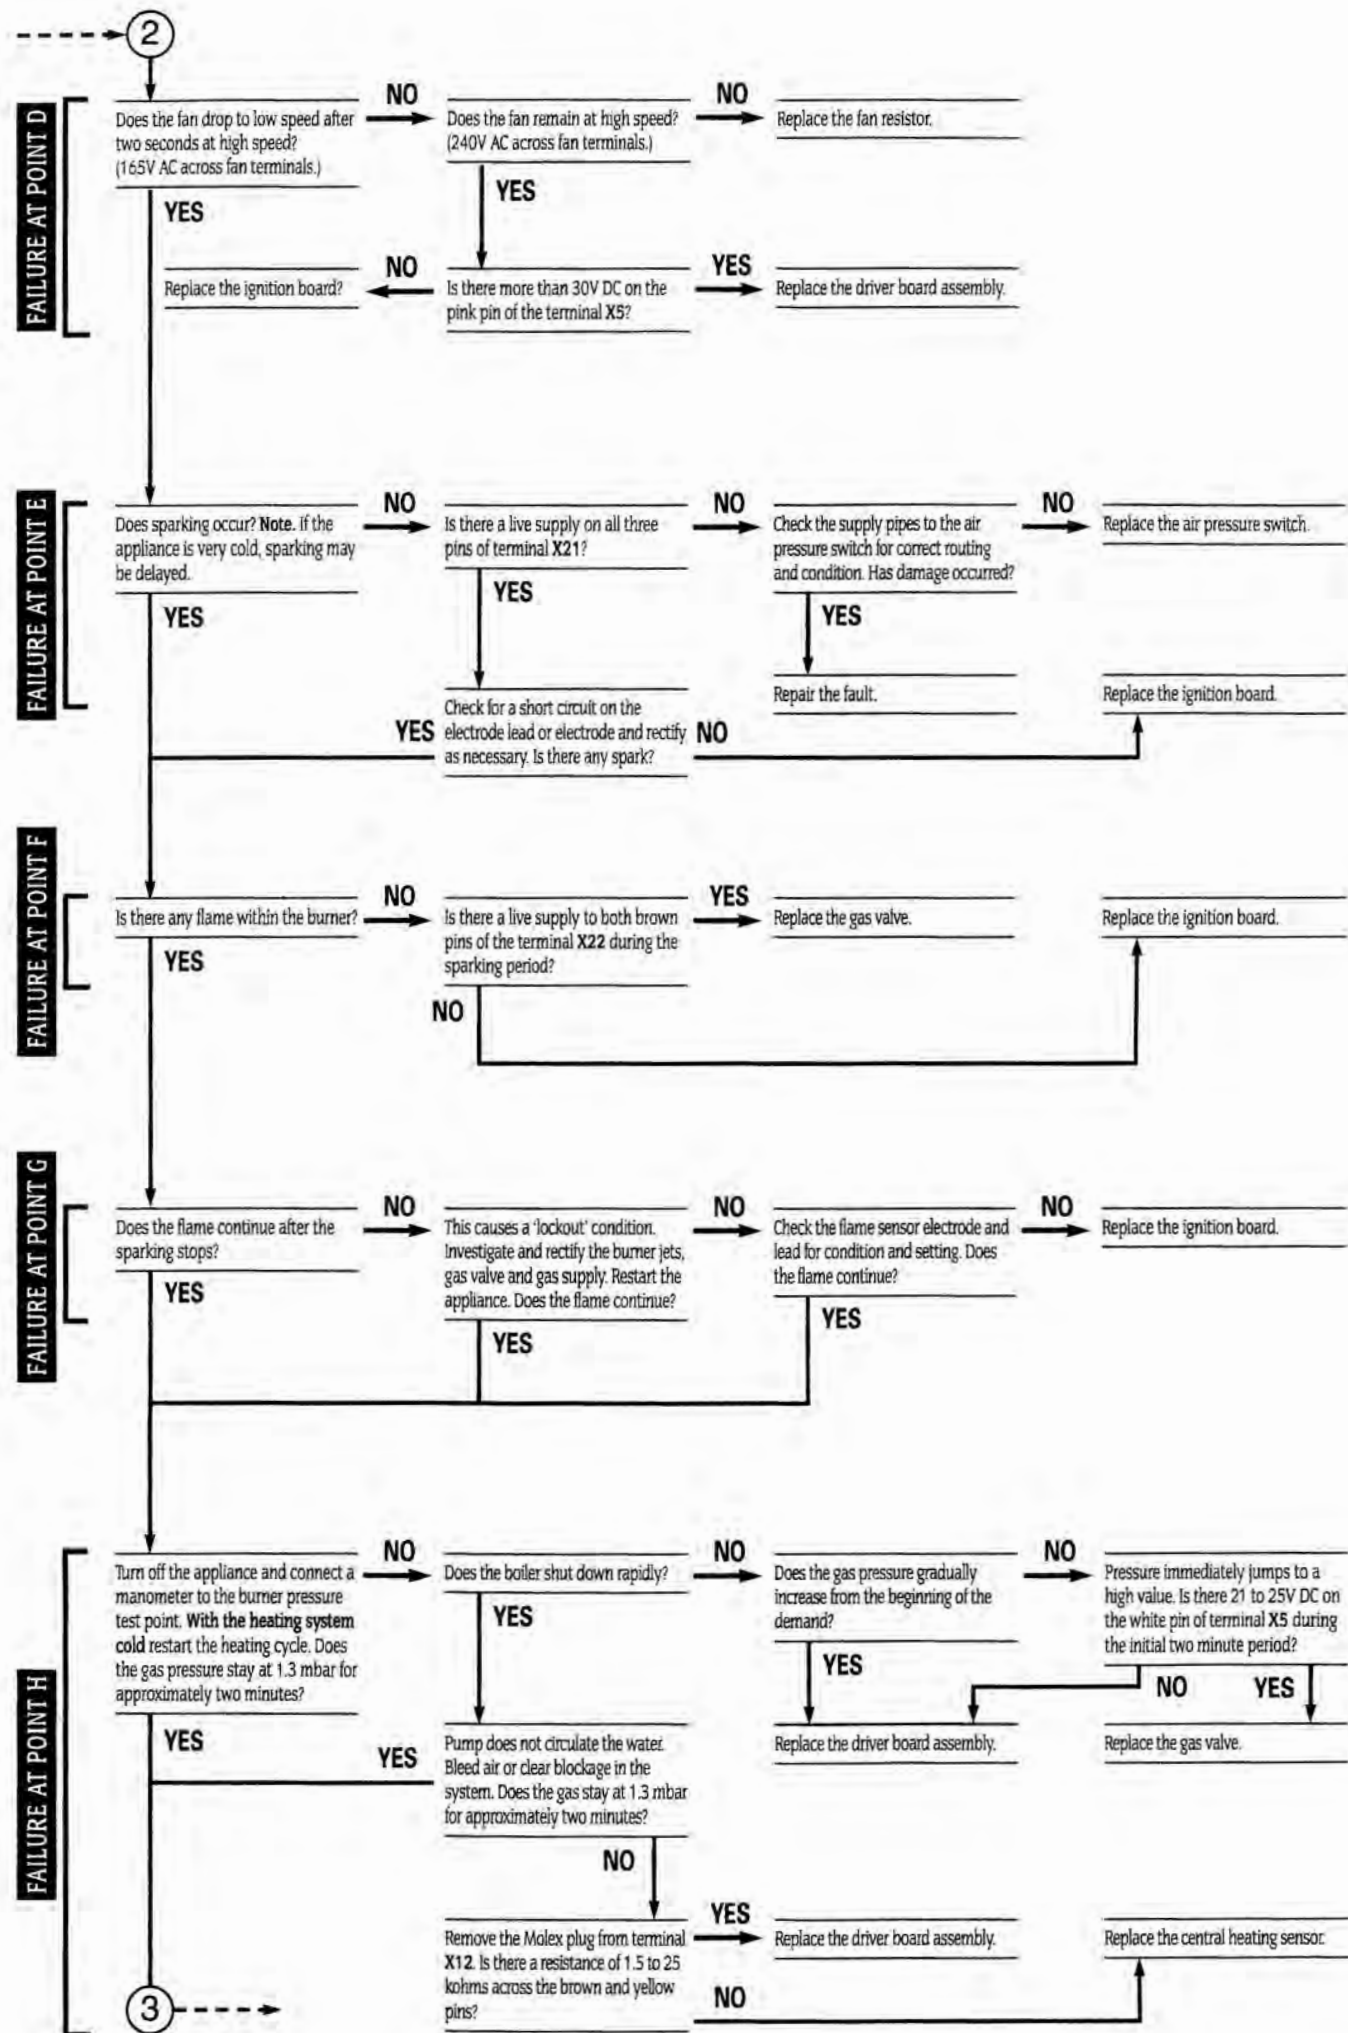 2
FAILURE AT POINT D
Does the fan drop to low speed after
two seconds at high speed?
(165V AC across fan terminals.)
NO
Does the fan remain at high speed?
(240V AC across fan terminals.)
NO
Replace the fan resistor.
YES
YES
Replace the ignition board?
NO
Is there more than 30V DC on the
pink pin of the terminal X5?
YES
Replace the driver board assembly.
FAILURE AT POINT E
Does sparking occur? Note. If the
appliance is very cold, sparking may
be delayed.
NO
Is there a live supply on all three
pins of terminal X21?
NO
Check the supply pipes to the air
pressure switch for correct routing
and condition. Has damage occurred?
NO
Replace the air pressure switch.
YES
YES
YES
Repair the fault.
Replace the ignition board.
YES
Check for a short circuit on the
electrode lead or electrode and rectify
as necessary. Is there any spark?
NO
FAILURE AT POINT F
Is there any flame within the burner?
NO
Is there a live supply to both brown
pins of the terminal X22 during the
sparking period?
YES
Replace the gas valve.
Replace the ignition board.
YES
NO
FAILURE AT POINT G
Does the flame continue after the
sparking stops?
NO
This causes a 'lockout' condition.
Investigate and rectify the burner jets,
gas valve and gas supply. Restart the
appliance. Does the flame continue?
NO
Check the flame sensor electrode and
lead for condition and setting. Does
the flame continue?
NO
Replace the ignition board.
YES
YES
YES
FAILURE AT POINT H
Turn off the appliance and connect a
manometer to the burner pressure
test point. With the heating system
cold restart the heating cycle. Does
the gas pressure stay at 1.3 mbar for
approximately two minutes?
NO
Does the boiler shut down rapidly?
NO
Does the gas pressure gradually
increase from the beginning of the
demand?
NO
Pressure immediately jumps to a
high value. Is there 21 to 25V DC on
the white pin of terminal X5 during
the initial two minute period?
YES
YES
YES
NO
YES
YES
Pump does not circulate the water.
Bleed air or clear blockage in the
system. Does the gas stay at 1.3 mbar
for approximately two minutes?
Replace the driver board assembly.
Replace the gas valve.
NO
Remove the Molex plug from terminal
X12. Is there a resistance of 1.5 to 25
kohms across the brown and yellow
pins?
YES
Replace the driver board assembly.
Replace the central heating sensor.
NO
3